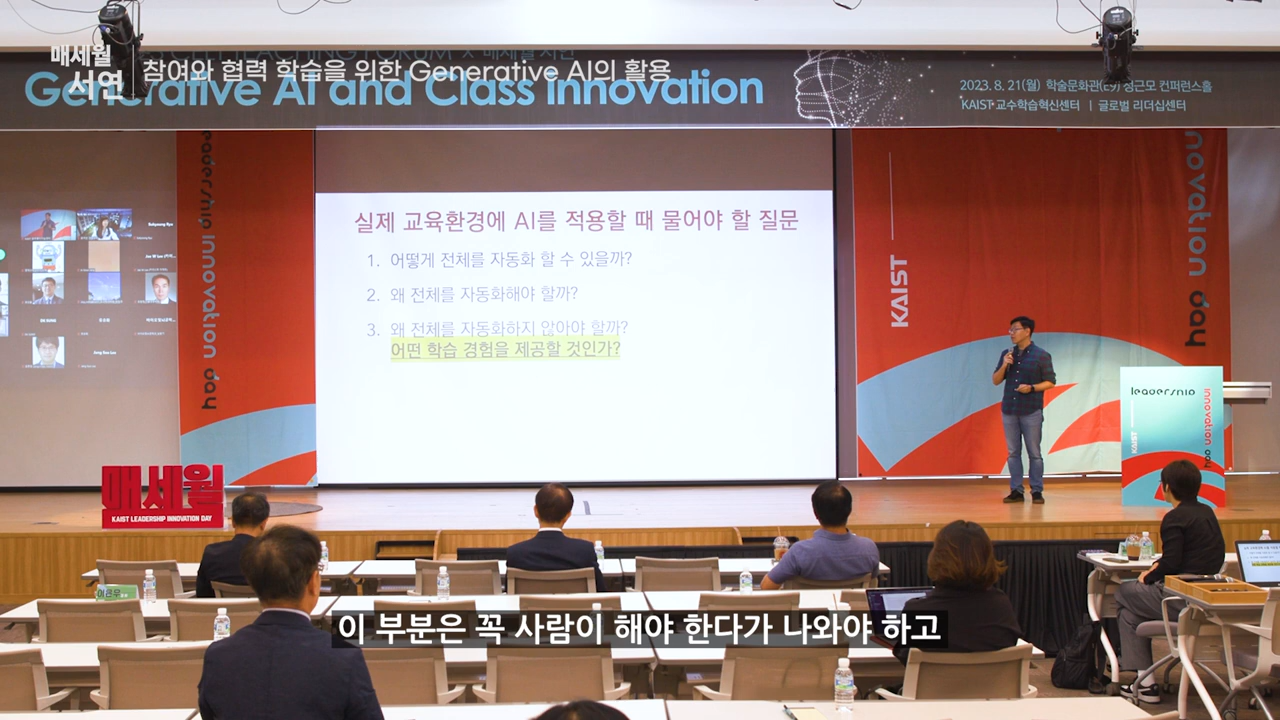 매세월
서연
참여와 협력 학습을 위한 Generative AI의 활용
Generative AI and Class Innovation
2023. 8. 21(월) 학술문화관(E9) 정근모 컨퍼런스홀
KAIST 교수학습혁신센터 | 글로벌 리더십센터
실제 교육환경에 AI를 적용할 때 물어야 할 질문
1. 어떻게 전체를 자동화 할 수 있을까?
2. 왜 전체를 자동화해야 할까?
3. 왜 전체를 자동화하지 않아야 할까?
어떤 학습 경험을 제공할 것인가?
innovation day
KAIST
innovation day
leadership
KAIST
innovation day
매세월
KAIST LEADERSHIP INNOVATION DAY
이 부분은 꼭 사람이 해야 한다가 나와야 하고